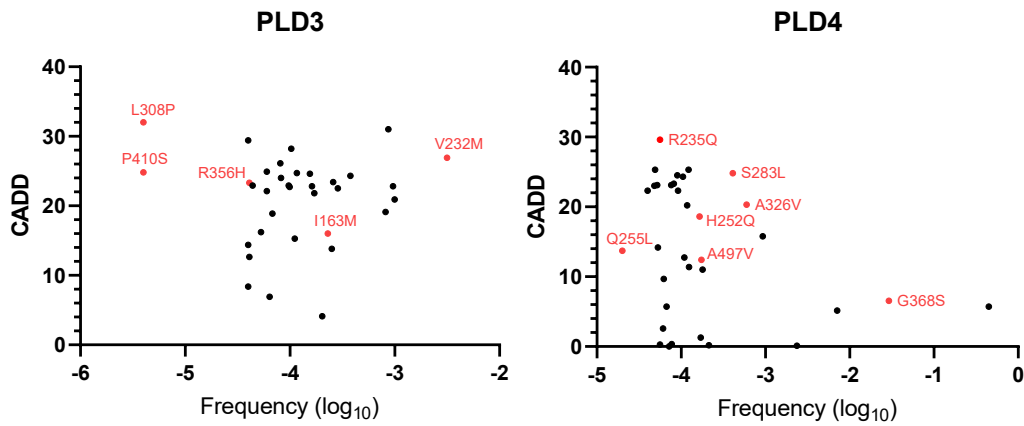 PLD3
40
30
20
10
0
CADD
L308P
P410S
R356H
V232M
I163M
-6
-5
-4
-3
-2
Frequency (log10)
PLD4
40
30
20
10
0
CADD
R235Q
S283L
A326V
H252Q
Q255L
A497V
G368S
-5
-4
-3
-2
-1
0
Frequency (log10)